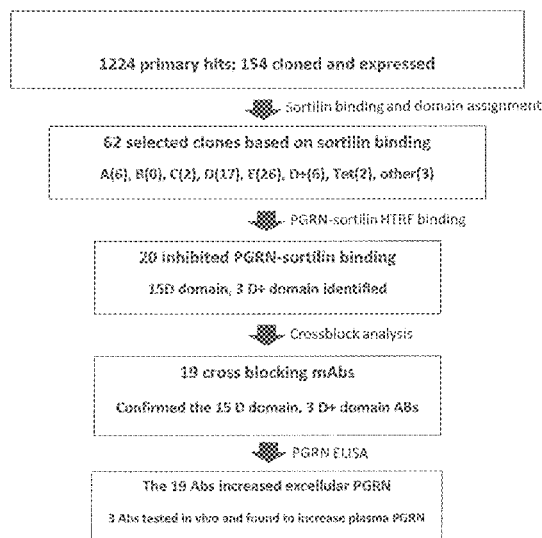 1224 primary hits; 154 cloned and expressed
Sortilin binding and domain assignment
62 selected clones based on sortilin binding
A(6), B(0), C(2), D(17), E(26), D+(6), Tet(2), other(3)
PGRN-sortilin HTRF binding
20 inhibited PGRN-sortilin binding
15D domain, 3 D+ domain identified
Crossblock analysis
19 cross blocking mAbs
Confirmed the 15 D domain, 3 D+ domain ABs
PGRN ELISA
The 19 Abs increased excellular PGRN
3 Abs tested in vivo and found to increase plasma PGRN